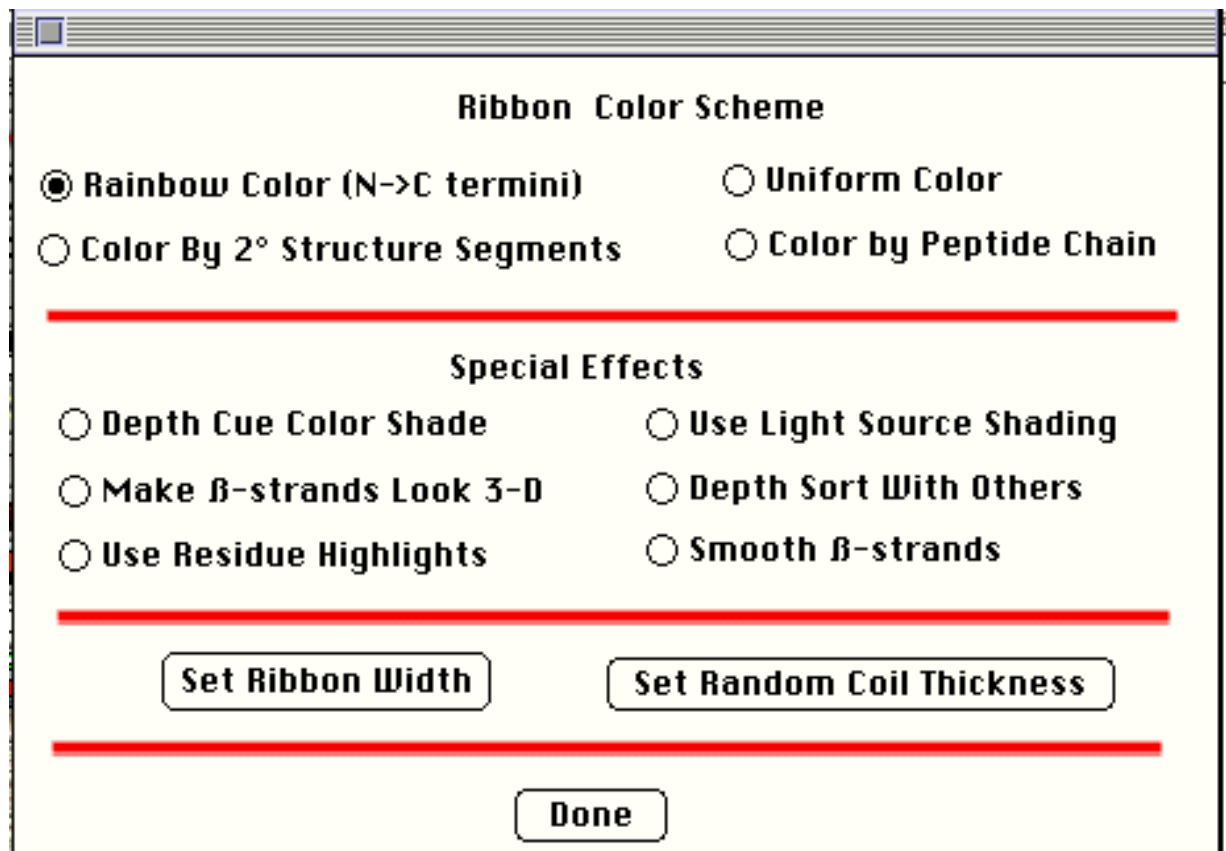 Ribbon Color Scheme
Rainbow Color (N->C termini)
Uniform Color
Color By 2° Structure Segments
Color by Peptide Chain
Special Effects
Depth Cue Color Shade
Use Light Source Shading
Make ß-strands Look 3-D
Depth Sort With Others
Use Residue Highlights
Smooth ß-strands
Set Ribbon Width
Set Random Coil Thickness
Done